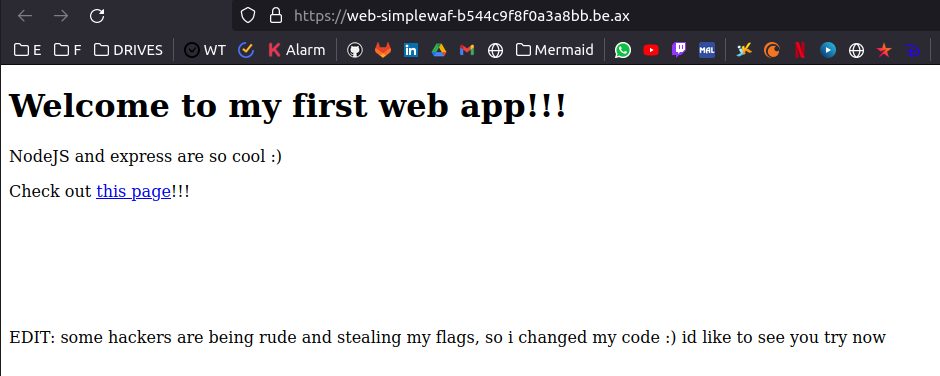 https://web-simplewaf-b544c9f8f0a3a8bb.be.ax
E F DRIVES WT Alarm Mermaid MAL
Welcome to my first web app!!!
NodeJS and express are so cool :)
Check out this page!!!
EDIT: some hackers are being rude and stealing my flags, so i changed my code :) id like to see you try now